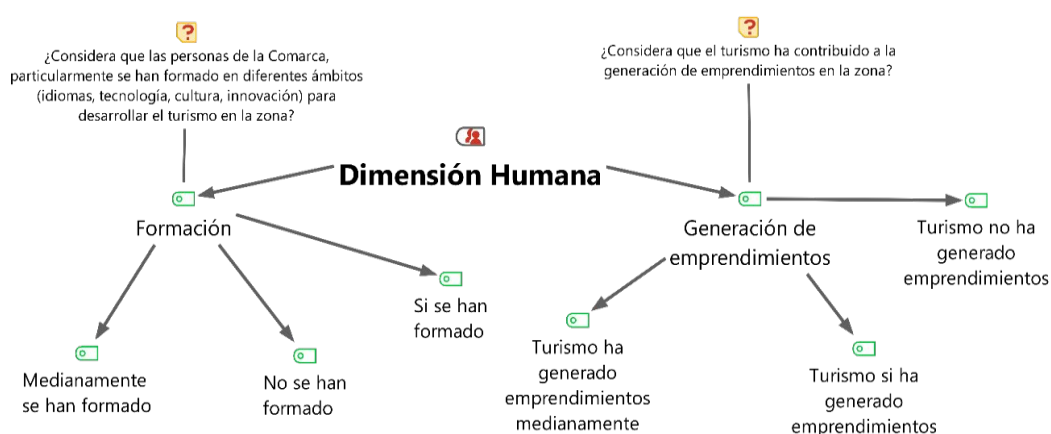 ¿Considera que las personas de la Comarca,
particularmente se han formado en diferentes ámbitos
(idiomas, tecnología, cultura, innovación) para
desarrollar el turismo en la zona?
¿Considera que el turismo ha contribuido a la
generación de emprendimientos en la zona?
Dimensión Humana
Formación
Generación de
emprendimientos
Turismo no ha
generado
emprendimientos
Si se han
formado
Medianamente
se han formado
No se han
formado
Turismo ha
generado
emprendimientos
medianamente
Turismo si ha
generado
emprendimientos